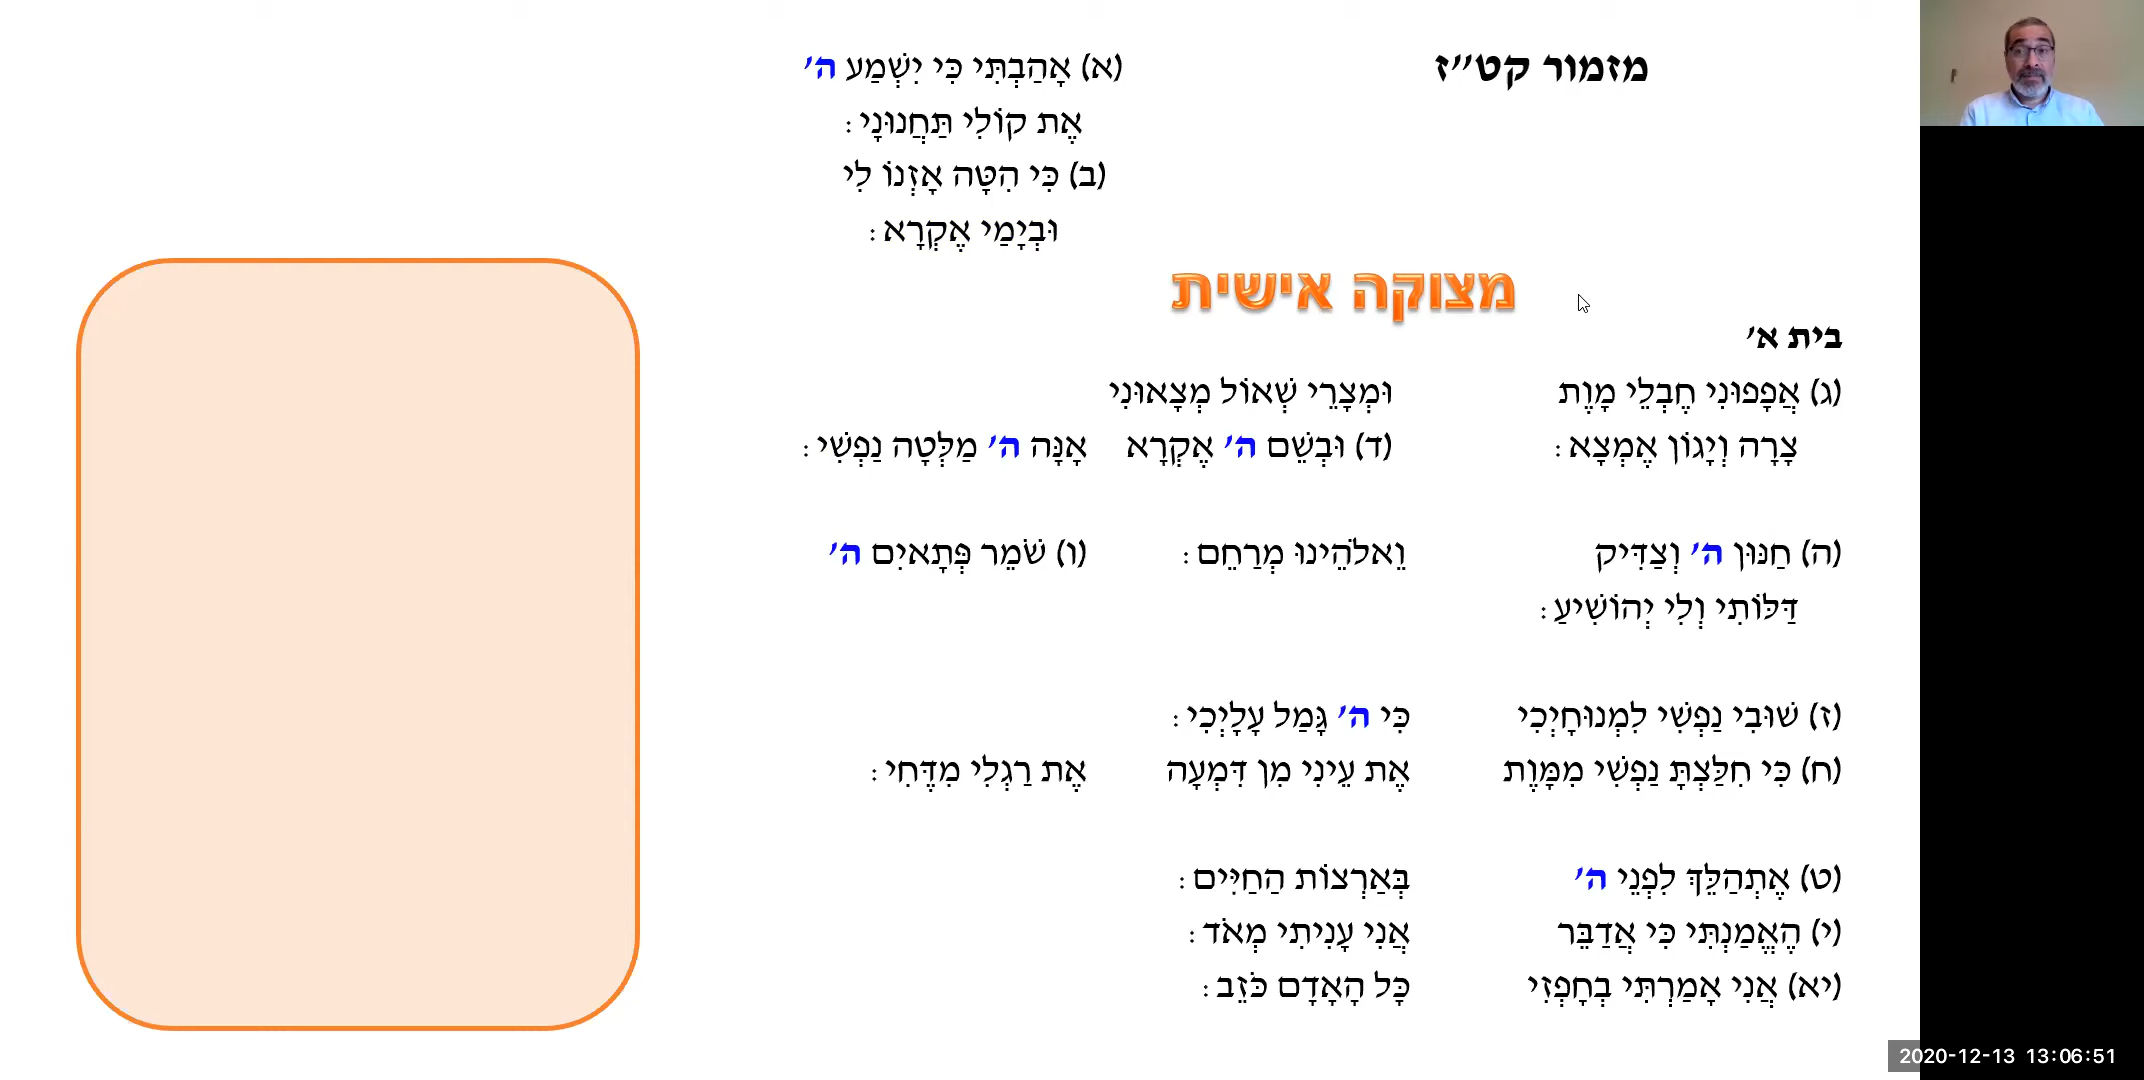 מזמור קט״ז
(א) אָהַבְתִּי כִּי יִשְׁמַע ה׳
אֶת קוֹלִי תַּחֲנוּנָי:
(ב) כִּי הִטָּה אָזְנוֹ לִי
וּבְיָמַי אֶקְרָא:
מצוקה אישית
בית א׳
(ג) אֲפָפוּנִי חֶבְלֵי מָוֶת וּמְצָרֵי שְׁאוֹל מְצָאוּנִי
צָרָה וְיָגוֹן אֶמְצָא: (ד) וּבְשֵׁם ה׳ אֶקְרָא אָנָּה ה׳ מַלְּטָה נַפְשִׁי:
(ה) חַנּוּן ה׳ וְצַדִּיק וֵאלֹהֵינוּ מְרַחֵם: (ו) שֹׁמֵר פְּתָאיִם ה׳
דַּלּוֹתִי וְלִי יְהוֹשִׁיעַ:
(ז) שׁוּבִי נַפְשִׁי לִמְנוּחָיְכִי כִּי ה׳ גָּמַל עָלָיְכִי:
(ח) כִּי חִלַּצְתָּ נַפְשִׁי מִמָּוֶת אֶת עֵינִי מִן דִּמְעָה אֶת רַגְלִי מִדֶּחִי:
(ט) אֶתְהַלֵּךְ לִפְנֵי ה׳ בְּאַרְצוֹת הַחַיִּים:
(י) הֶאֱמַנְתִּי כִּי אֲדַבֵּר אֲנִי עָנִיתִי מְאֹד:
(יא) אֲנִי אָמַרְתִּי בְחָפְזִי כָּל הָאָדָם כֹּזֵב:
2020-12-13 13:06:51